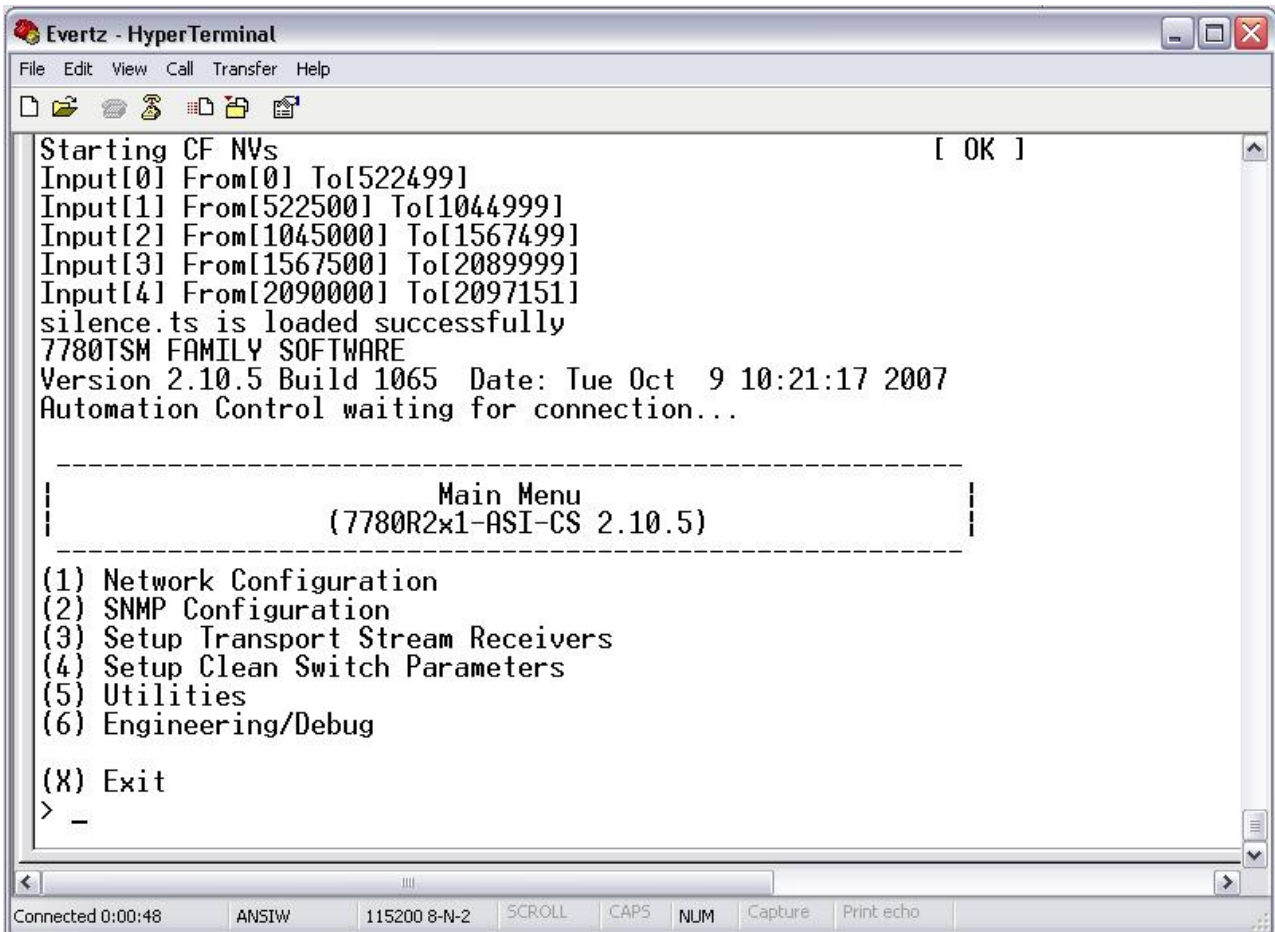 Evertz - HyperTerminal
File Edit View Call Transfer Help
Starting CF NVs [ OK ]
Input[0] From[0] To[522499]
Input[1] From[522500] To[1044999]
Input[2] From[1045000] To[1567499]
Input[3] From[1567500] To[2089999]
Input[4] From[2090000] To[2097151]
silence.ts is loaded successfully
7780TSM FAMILY SOFTWARE
Version 2.10.5 Build 1065  Date: Tue Oct  9 10:21:17 2007
Automation Control waiting for connection...
Main Menu
(7780R2x1-ASI-CS 2.10.5)
(1) Network Configuration
(2) SNMP Configuration
(3) Setup Transport Stream Receivers
(4) Setup Clean Switch Parameters
(5) Utilities
(6) Engineering/Debug
(X) Exit
> _
Connected 0:00:48 ANSIW 115200 8-N-2 SCROLL CAPS NUM Capture Print echo